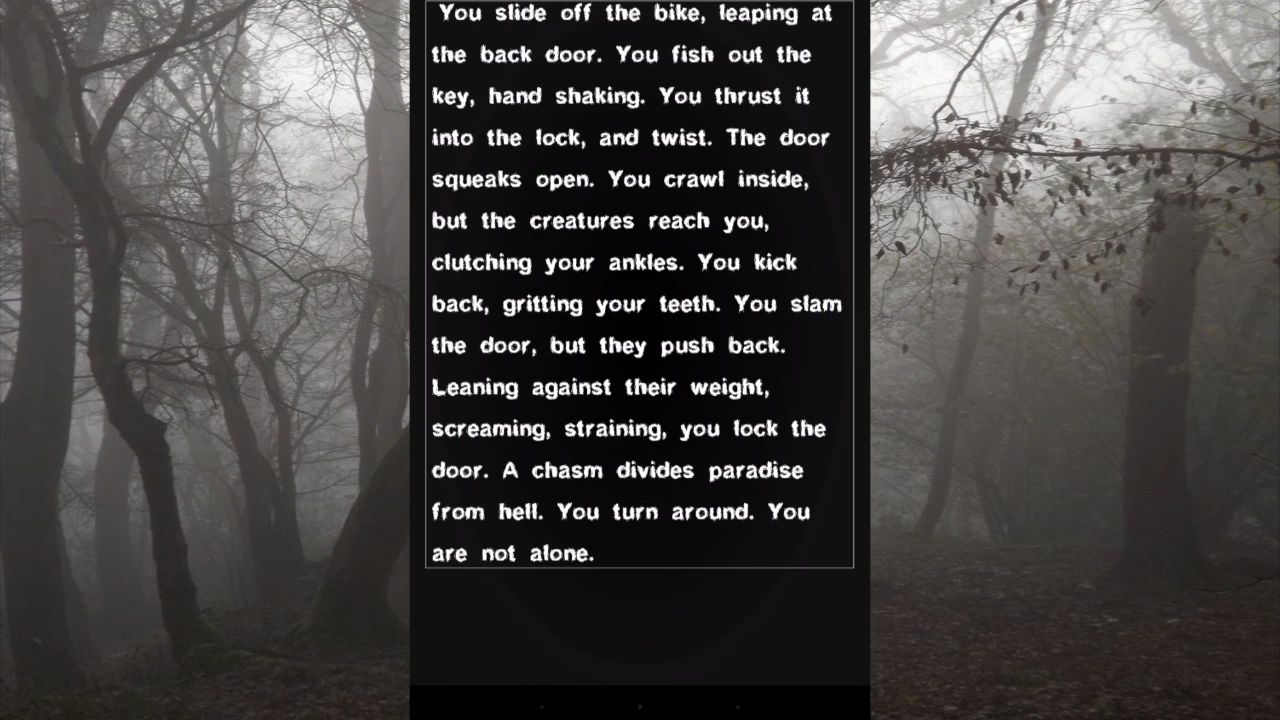 You slide off the bike, leaping at
the back door. You fish out the
key, hand shaking. You thrust it
into the lock, and twist. The door
squeaks open. You crawl inside,
but the creatures reach you,
clutching your ankles. You kick
back, gritting your teeth. You slam
the door, but they push back.
Leaning against their weight,
screaming, straining, you lock the
door. A chasm divides paradise
from hell. You turn around. You
are not alone.